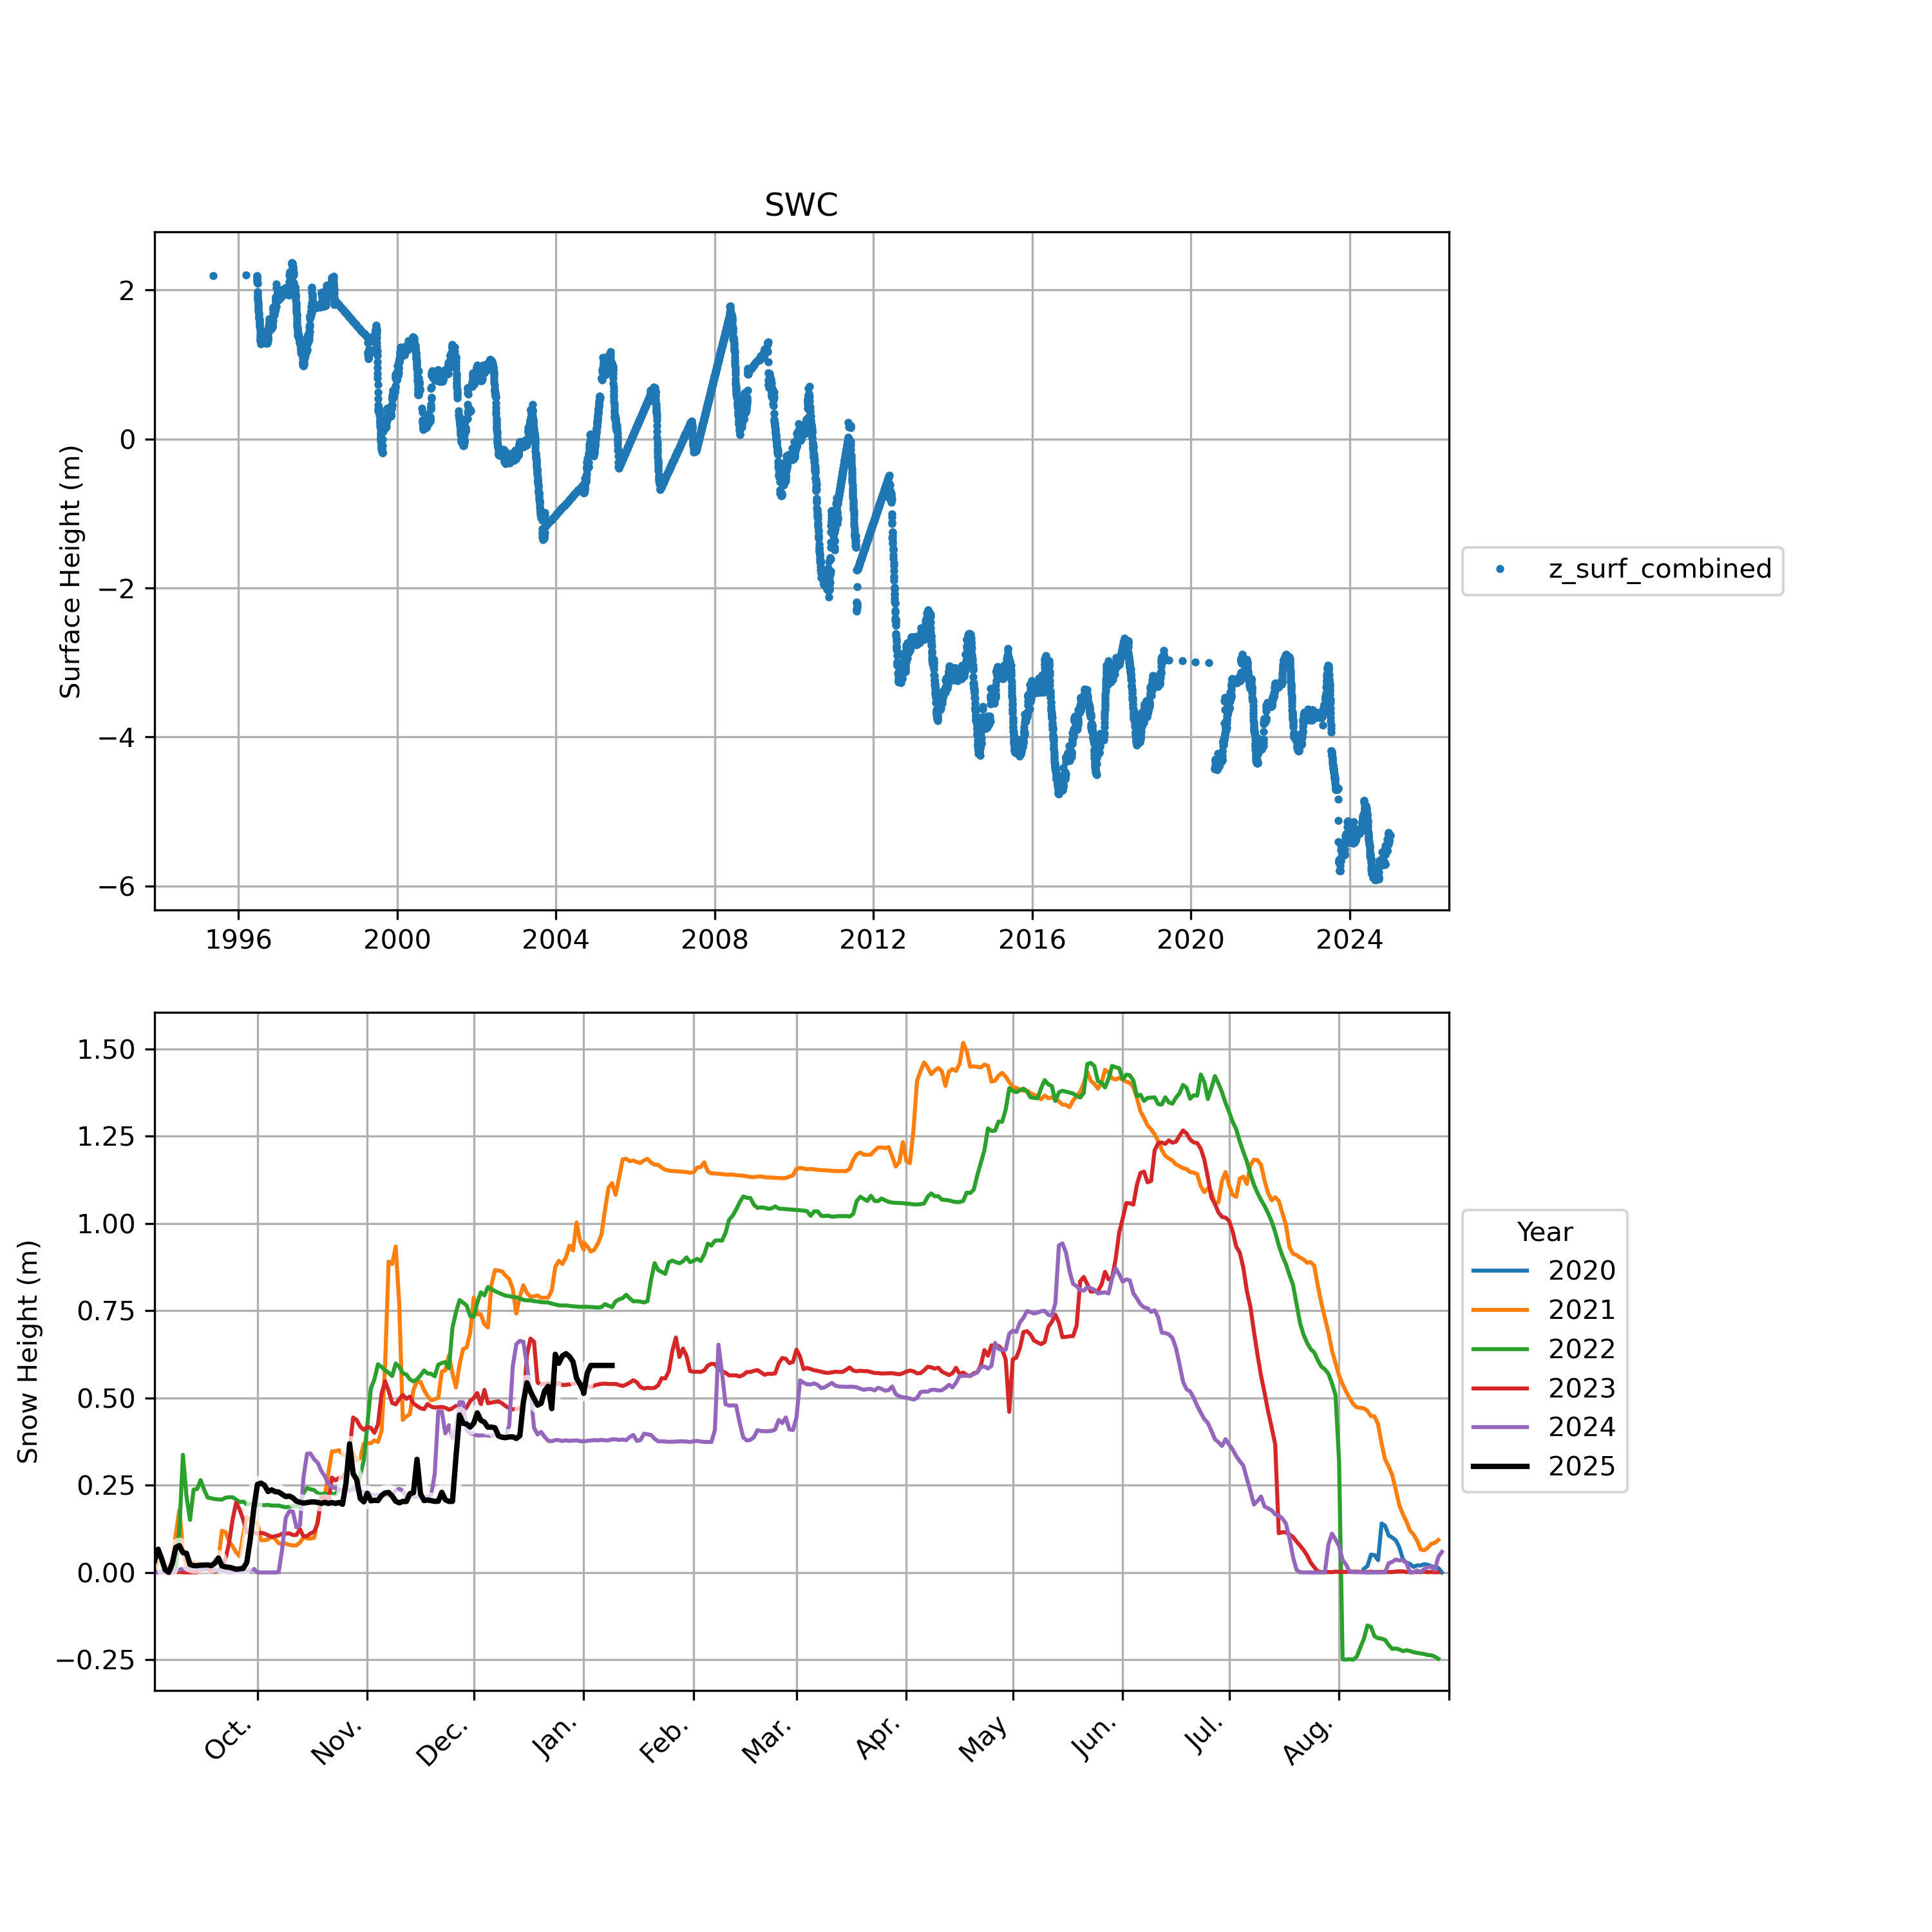 SWC
Surface Height (m)
2
0
−2
−4
−6
1996 2000 2004 2008 2012 2016 2020 2024
z_surf_combined
Snow Height (m)
1.50
1.25
1.00
0.75
0.50
0.25
0.00
−0.25
Oct. Nov. Dec. Jan. Feb. Mar. Apr. May Jun. Jul. Aug.
Year
2020
2021
2022
2023
2024
2025